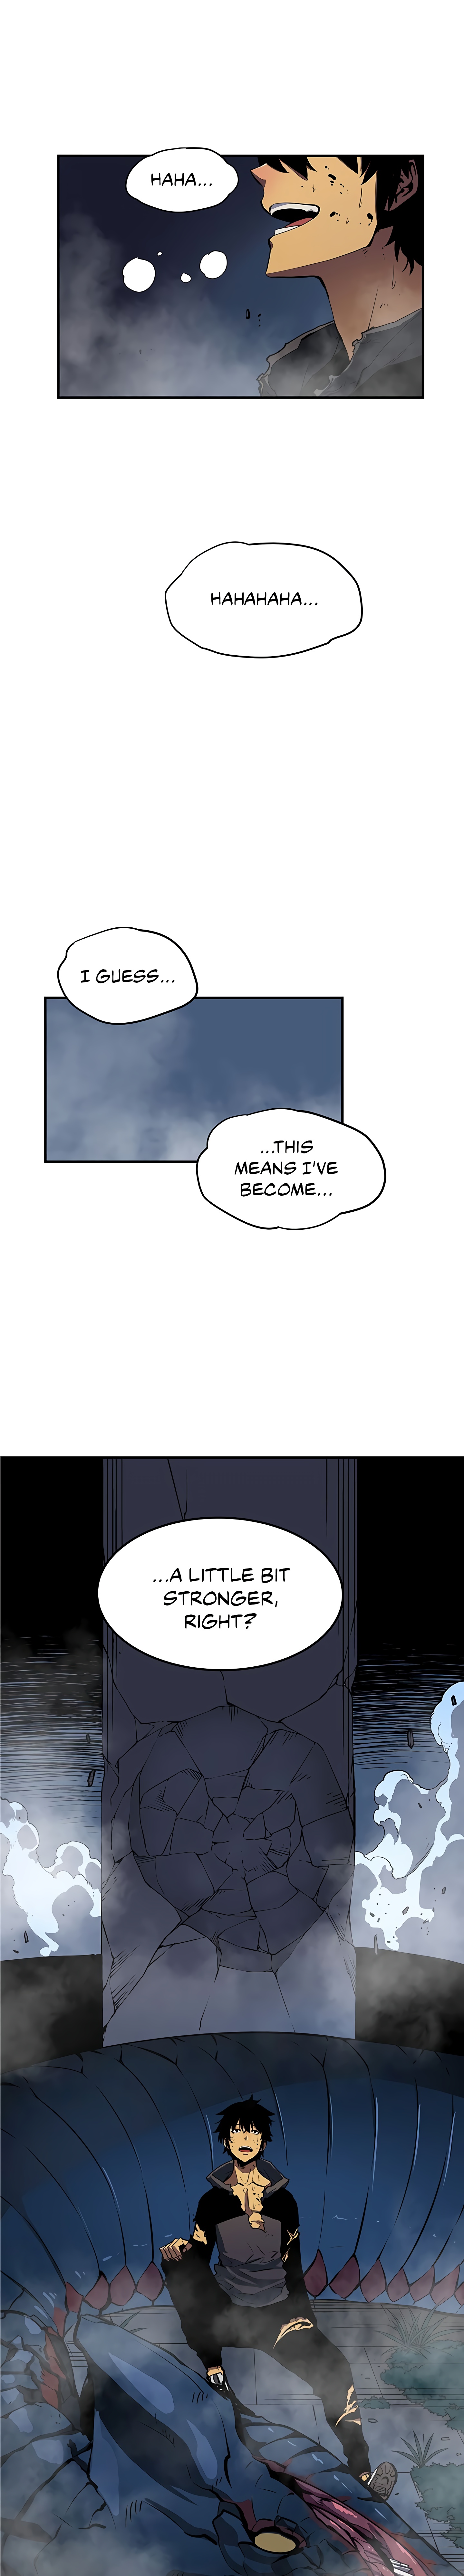 HAHA...
HAHAHAHA...
I GUESS...
...THIS
MEANS I'VE
BECOME...
...A LITTLE BIT
STRONGER,
RIGHT?